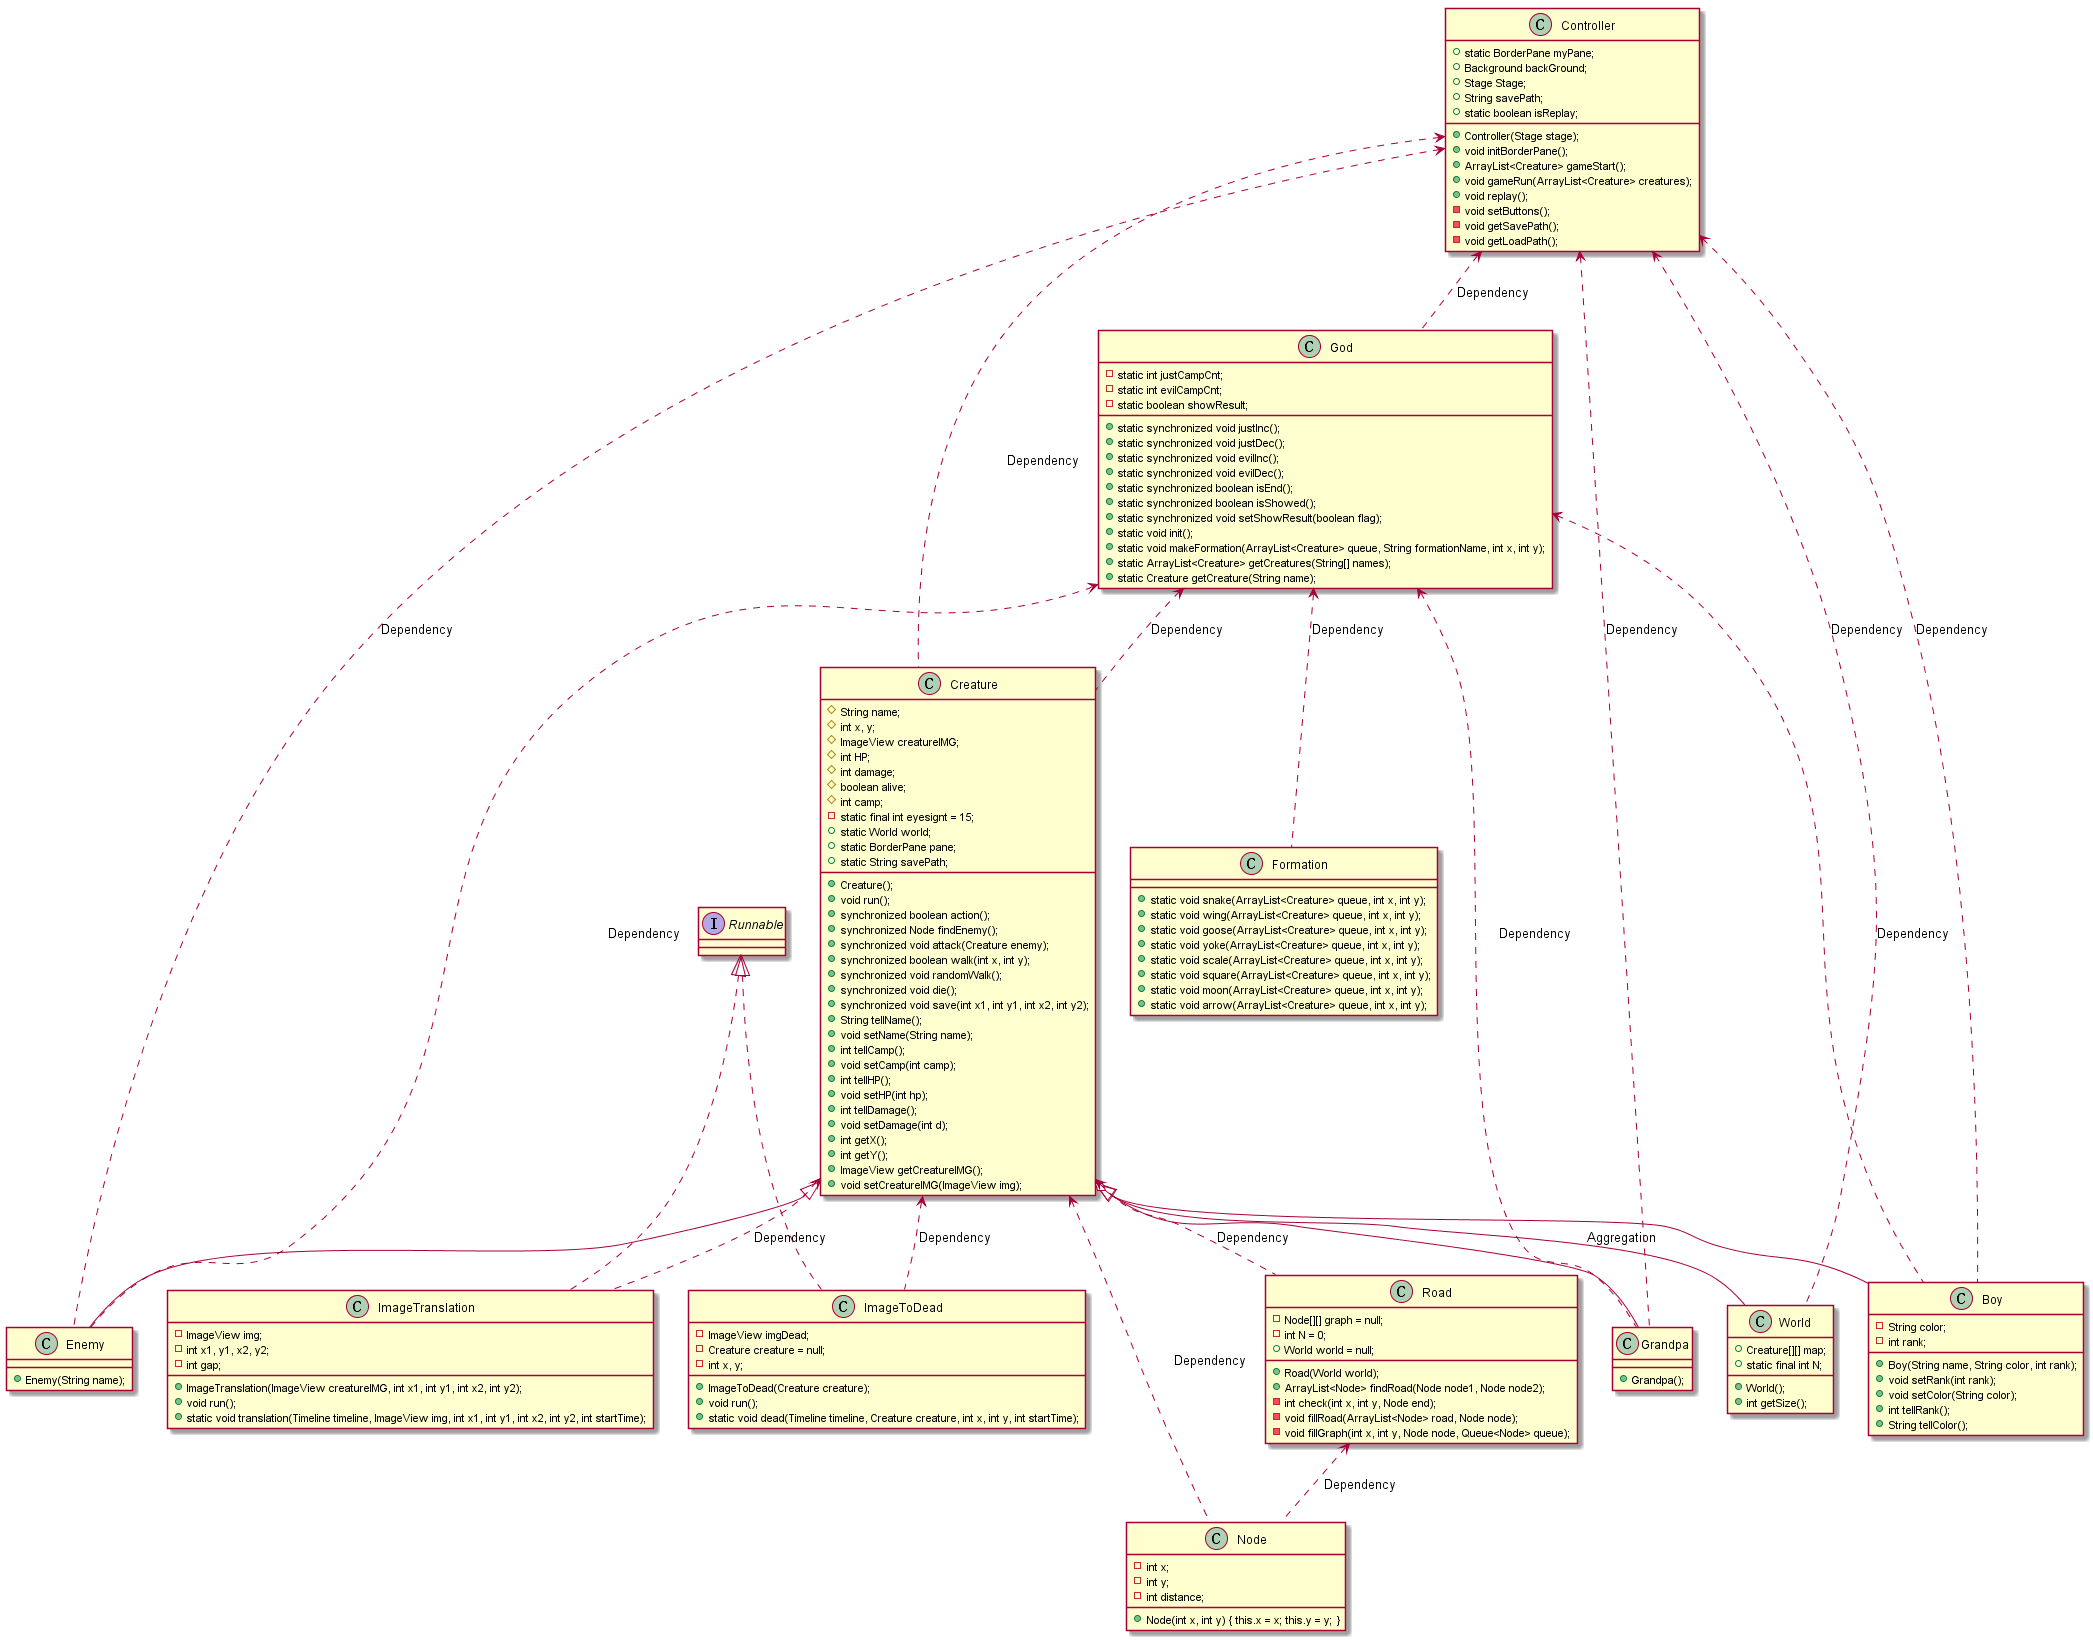 C Controller
static BorderPane myPane;
Background backGround;
Stage Stage;
String savePath;
static boolean isReplay;
Controller(Stage stage);
void initBorderPane();
ArrayList<Creature> gameStart();
void gameRun(ArrayList<Creature> creatures);
void replay();
void setButtons();
void getSavePath();
void getLoadPath();
Dependency
C God
static int justCampCnt;
static int evilCampCnt;
static boolean showResult;
static synchronized void justInc();
static synchronized void justDec();
static synchronized void evilInc();
static synchronized void evilDec();
static synchronized boolean isEnd();
static synchronized boolean isShowed();
static synchronized void setShowResult(boolean flag);
static void init();
static void makeFormation(ArrayList<Creature> queue, String formationName, int x, int y);
static ArrayList<Creature> getCreatures(String[] names);
static Creature getCreature(String name);
Dependency
Dependency
Dependency
Dependency
Dependency
Dependency
Dependency
C Creature
String name;
int x, y;
ImageView creatureIMG;
int HP;
int damage;
boolean alive;
int camp;
static final int eyesignt = 15;
static World world;
static BorderPane pane;
static String savePath;
Creature();
void run();
synchronized boolean action();
synchronized Node findEnemy();
synchronized void attack(Creature enemy);
synchronized boolean walk(int x, int y);
synchronized void randomWalk();
synchronized void die();
synchronized void save(int x1, int y1, int x2, int y2);
String tellName();
void setName(String name);
int tellCamp();
void setCamp(int camp);
int tellHP();
void setHP(int hp);
int tellDamage();
void setDamage(int d);
int getX();
int getY();
ImageView getCreatureIMG();
void setCreatureIMG(ImageView img);
C Formation
static void snake(ArrayList<Creature> queue, int x, int y);
static void wing(ArrayList<Creature> queue, int x, int y);
static void goose(ArrayList<Creature> queue, int x, int y);
static void yoke(ArrayList<Creature> queue, int x, int y);
static void scale(ArrayList<Creature> queue, int x, int y);
static void square(ArrayList<Creature> queue, int x, int y);
static void moon(ArrayList<Creature> queue, int x, int y);
static void arrow(ArrayList<Creature> queue, int x, int y);
I Runnable
Dependency
Dependency
Dependency
Dependency
Dependency
Dependency
Aggregation
C Enemy
Enemy(String name);
C ImageTranslation
ImageView img;
int x1, y1, x2, y2;
int gap;
ImageTranslation(ImageView creatureIMG, int x1, int y1, int x2, int y2);
void run();
static void translation(Timeline timeline, ImageView img, int x1, int y1, int x2, int y2, int startTime);
C ImageToDead
ImageView imgDead;
Creature creature = null;
int x, y;
ImageToDead(Creature creature);
void run();
static void dead(Timeline timeline, Creature creature, int x, int y, int startTime);
Dependency
C Road
Node[][] graph = null;
int N = 0;
World world = null;
Road(World world);
ArrayList<Node> findRoad(Node node1, Node node2);
int check(int x, int y, Node end);
void fillRoad(ArrayList<Node> road, Node node);
void fillGraph(int x, int y, Node node, Queue<Node> queue);
C Grandpa
Grandpa();
C World
Creature[][] map;
static final int N;
World();
int getSize();
C Boy
String color;
int rank;
Boy(String name, String color, int rank);
void setRank(int rank);
void setColor(String color);
int tellRank();
String tellColor();
Dependency
C Node
int x;
int y;
int distance;
Node(int x, int y) { this.x = x; this.y = y; }